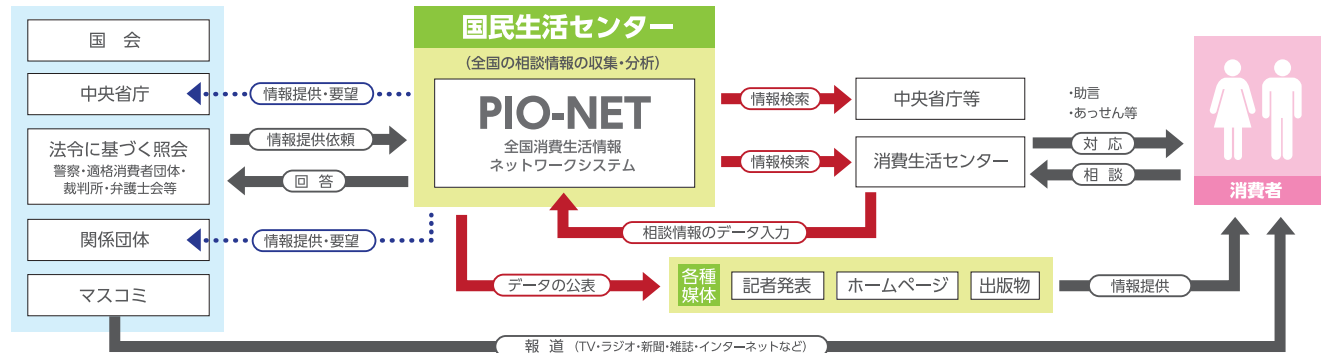 国 会
中央省庁
法令に基づく照会
警察・適格消費者団体・
裁判所・弁護士会等
関係団体
マスコミ
情報提供・要望
情報提供依頼
回 答
情報提供・要望
国民生活センター
(全国の相談情報の収集・分析)
PIO-NET
全国消費生活情報
ネットワークシステム
情報検索
情報検索
中央省庁等
消費生活センター
・助言
・あっせん等
対 応
相 談
消費者
相談情報のデータ入力
データの公表
各種
媒体
記者発表
ホームページ
出版物
情報提供
報 道 (TV・ラジオ・新聞・雑誌・インターネットなど)